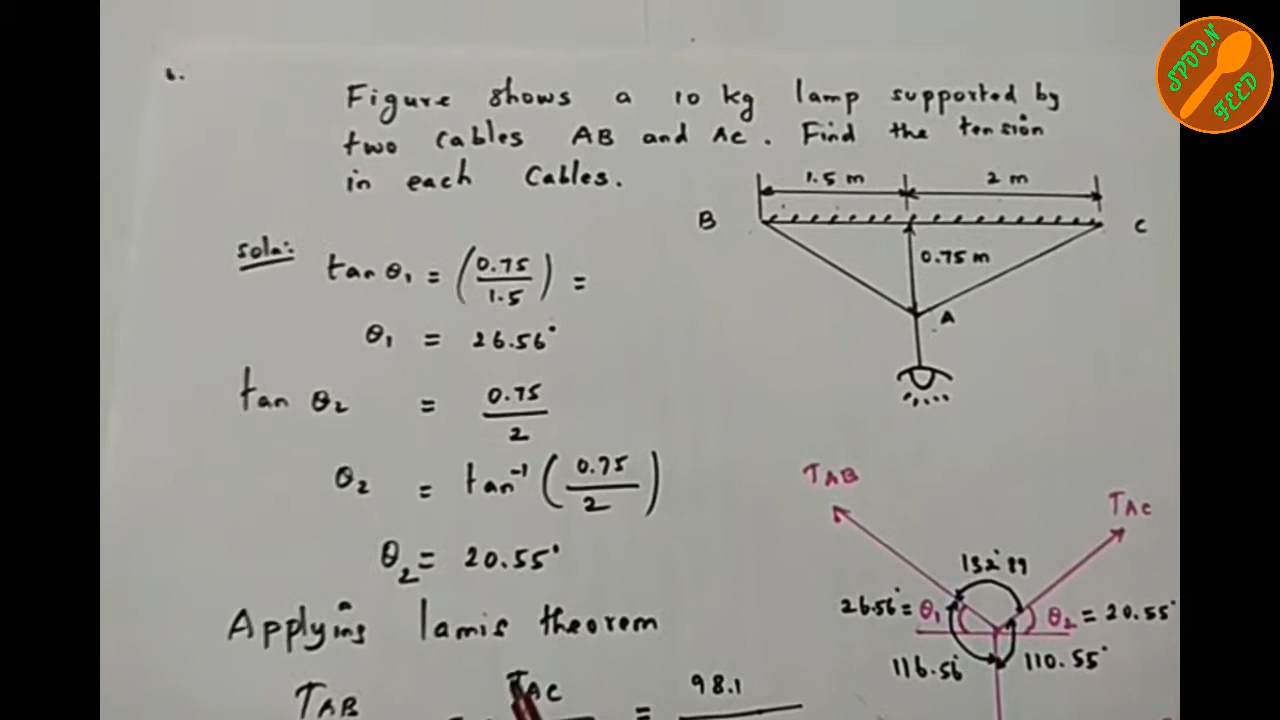 6.
Figure shows a 10 kg lamp supported by
two cables AB and AC. Find the tension
in each Cables.
1.5 m 2 m
B C
0.75 m
A
soln:
tan θ₁ = (0.75/1.5) =
θ₁ = 26.56°
tan θ₂ = 0.75/2
θ₂ = tan⁻¹ (0.75/2)
θ₂ = 20.55°
Applying lamis theorem
TAB TAC = 98.1
TAB
TAC
132°89
26.56° = θ₁
θ₂ = 20.55°
116.56° 110.55°
SPOON
FEED